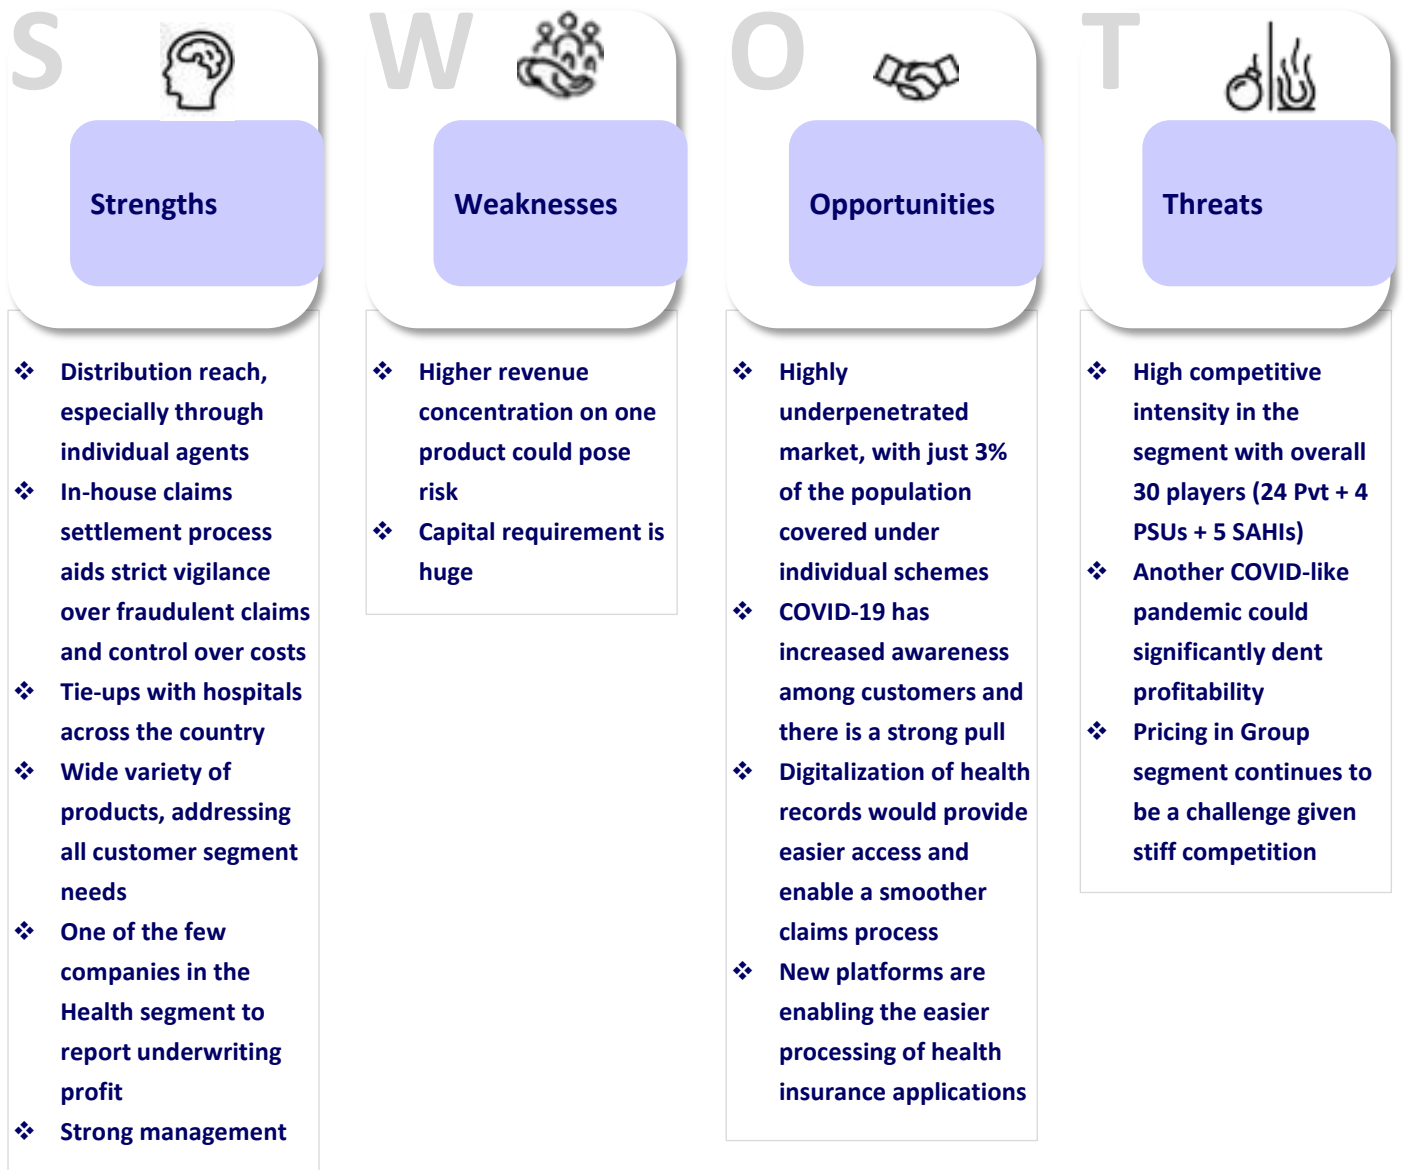 S
Strengths
❖ Distribution reach,
especially through
individual agents
❖ In-house claims
settlement process
aids strict vigilance
over fraudulent claims
and control over costs
❖ Tie-ups with hospitals
across the country
❖ Wide variety of
products, addressing
all customer segment
needs
❖ One of the few
companies in the
Health segment to
report underwriting
profit
❖ Strong management
W
Weaknesses
❖ Higher revenue
concentration on one
product could pose
risk
❖ Capital requirement is
huge
O
Opportunities
❖ Highly
underpenetrated
market, with just 3%
of the population
covered under
individual schemes
❖ COVID-19 has
increased awareness
among customers and
there is a strong pull
❖ Digitalization of health
records would provide
easier access and
enable a smoother
claims process
❖ New platforms are
enabling the easier
processing of health
insurance applications
T
Threats
❖ High competitive
intensity in the
segment with overall
30 players (24 Pvt + 4
PSUs + 5 SAHIs)
❖ Another COVID-like
pandemic could
significantly dent
profitability
❖ Pricing in Group
segment continues to
be a challenge given
stiff competition